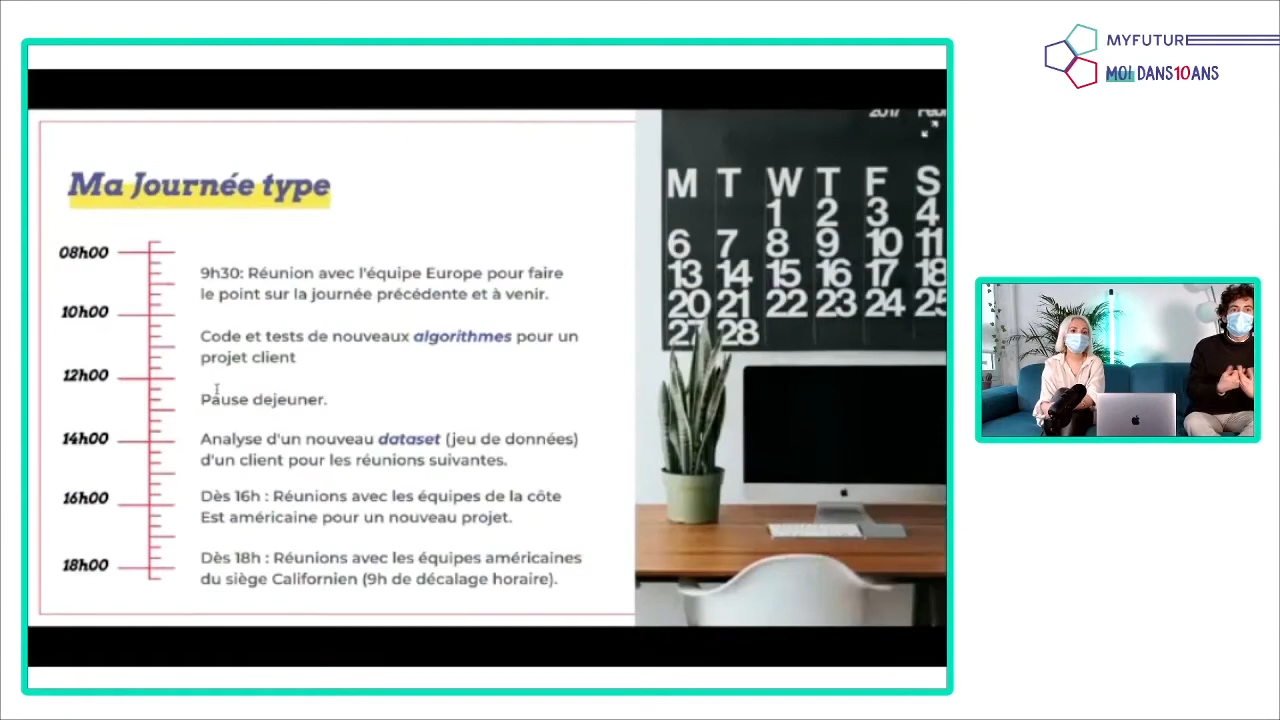 MYFUTUR
MOI DANS10ANS
Ma Journée type
08h00
9h30: Réunion avec l'équipe Europe pour faire
le point sur la journée précédente et à venir.
10h00
Code et tests de nouveaux algorithmes pour un
projet client
12h00
Pause dejeuner.
14h00
Analyse d'un nouveau dataset (jeu de données)
d'un client pour les réunions suivantes.
16h00
Dès 16h : Réunions avec les équipes de la côte
Est américaine pour un nouveau projet.
18h00
Dès 18h : Réunions avec les équipes américaines
du siège Californien (9h de décalage horaire).
2017
M T W T F S
1 2 3 4
6 7 8 9 10 11
13 14 15 16 17 18
20 21 22 23 24 25
27 28